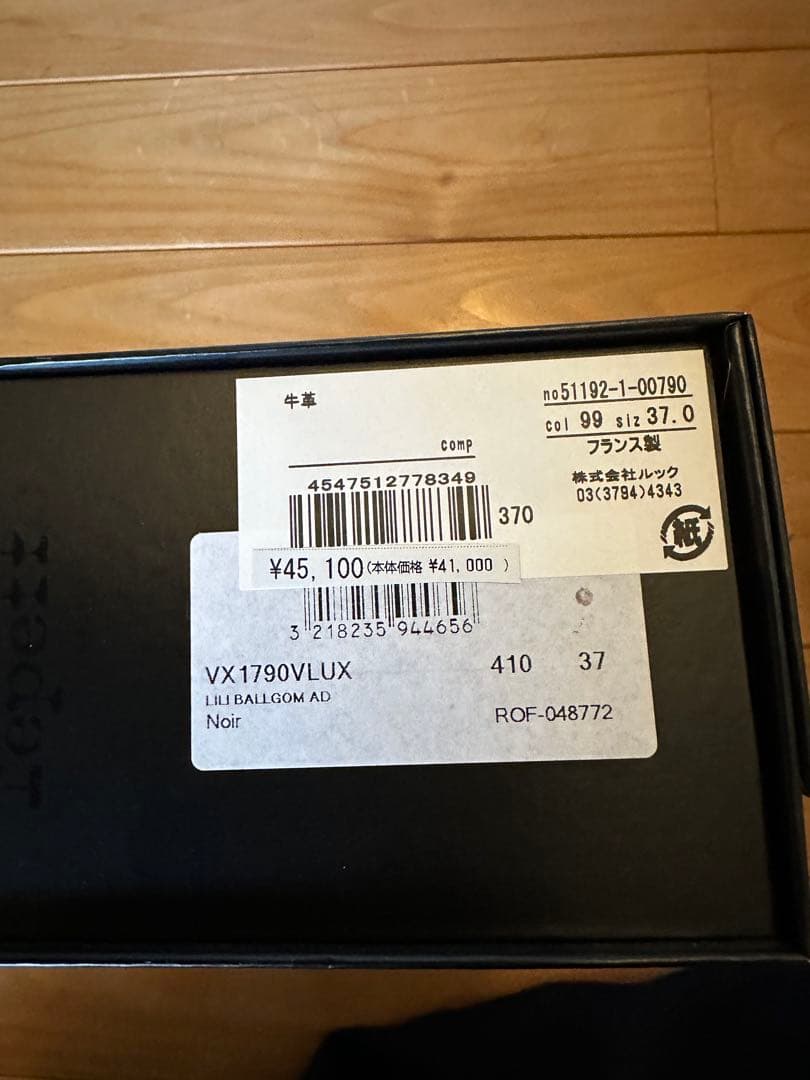 牛革
comp
no51192-1-00790
col 99 siz 37.0
フランス製
株式会社ルック
03(3794)4343
紙
4547512778349
370
¥45,100(本体価格 ¥41,000 )
3 218235 944656
VX1790VLUX 410 37
LILI BALLGOM AD
Noir ROF-048772
Repetto